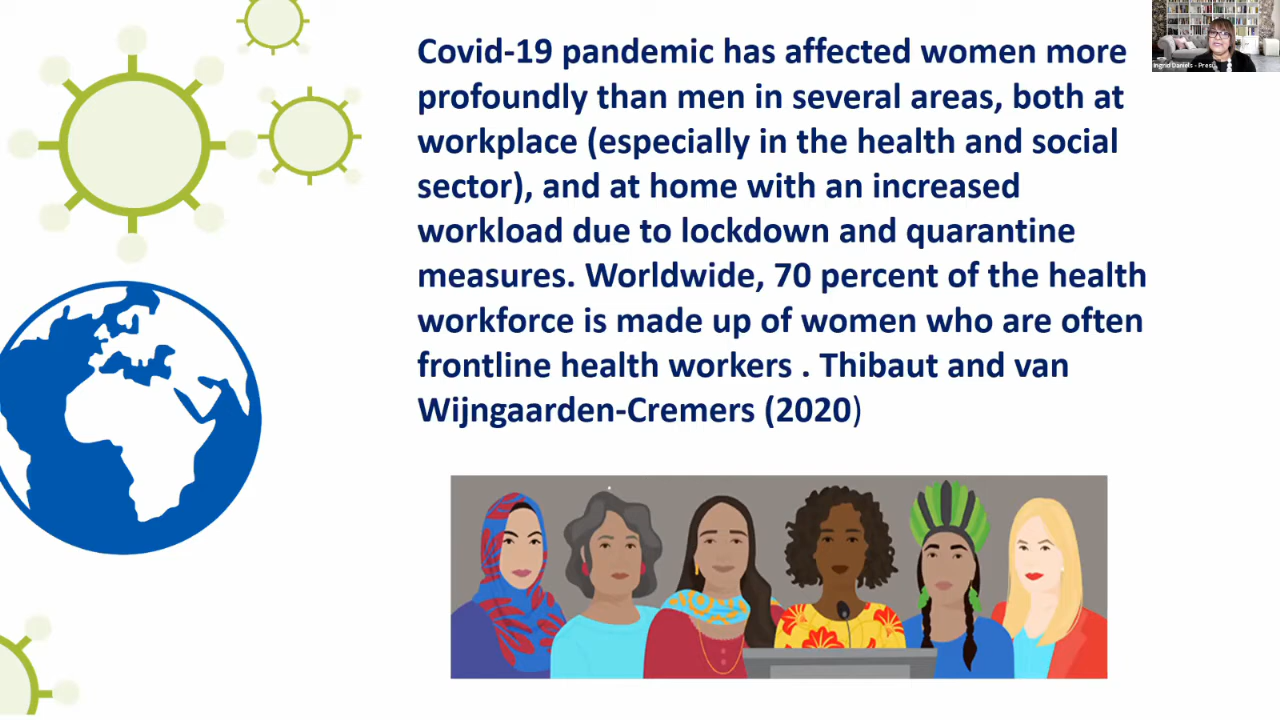 Covid-19 pandemic has affected women more
profoundly than men in several areas, both at
workplace (especially in the health and social
sector), and at home with an increased
workload due to lockdown and quarantine
measures. Worldwide, 70 percent of the health
workforce is made up of women who are often
frontline health workers . Thibaut and van
Wijngaarden-Cremers (2020)
Ingrid Daniels - Presi...